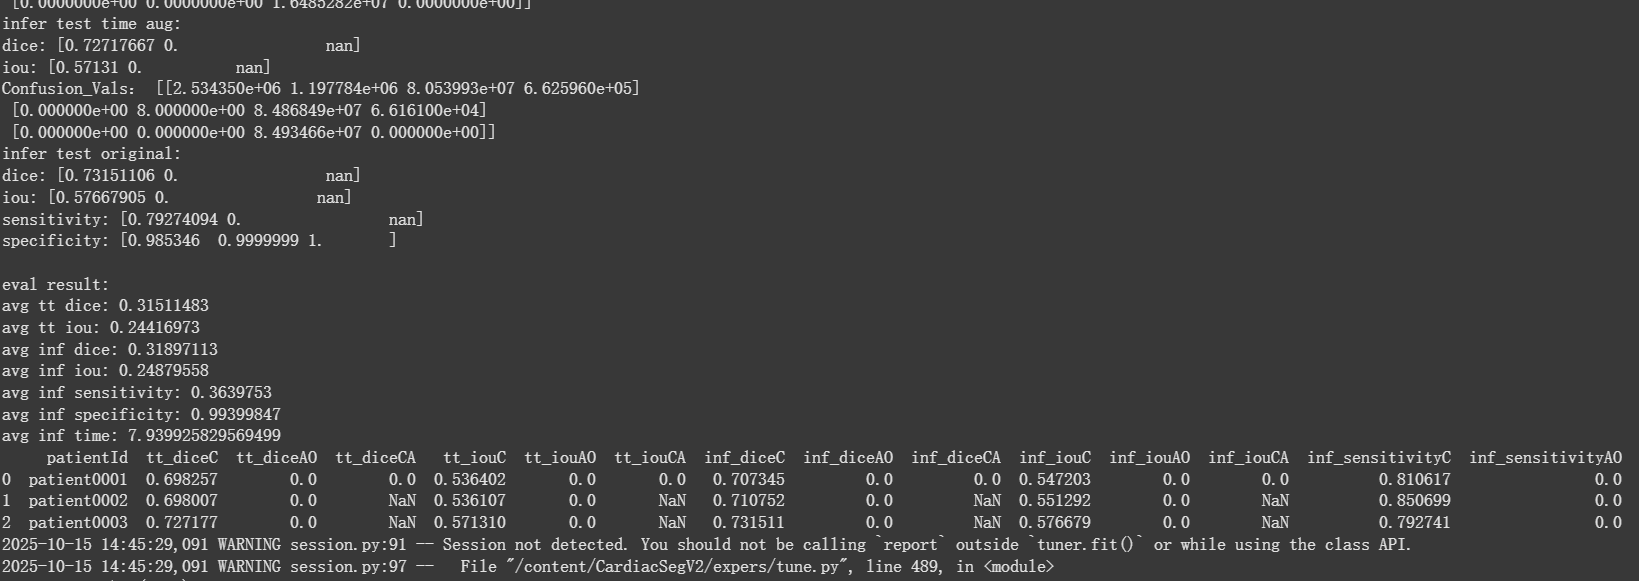 [0.0000000e+00 0.0000000e+00 1.6485282e+07 0.0000000e+00]]
infer test time aug:
dice: [0.72717667 0.                nan]
iou: [0.57131 0.         nan]
Confusion_Vals:  [[2.534350e+06 1.197784e+06 8.053993e+07 6.625960e+05]
 [0.000000e+00 8.000000e+00 8.486849e+07 6.616100e+04]
 [0.000000e+00 0.000000e+00 8.493466e+07 0.000000e+00]]
infer test original:
dice: [0.73151106 0.                nan]
iou: [0.57667905 0.                nan]
sensitivity: [0.79274094 0.                nan]
specificity: [0.985346  0.9999999 1.       ]

eval result:
avg tt dice: 0.31511483
avg tt iou: 0.24416973
avg inf dice: 0.31897113
avg inf iou: 0.24879558
avg inf sensitivity: 0.3639753
avg inf specificity: 0.99399847
avg inf time: 7.939925829569499
     patientId  tt_diceC  tt_diceAO  tt_diceCA   tt_iouC  tt_iouAO  tt_iouCA  inf_diceC  inf_diceAO  inf_diceCA  inf_iouC  inf_iouAO  inf_iouCA  inf_sensitivityC  inf_sensitivityAO
0  patient0001  0.698257        0.0        0.0  0.536402       0.0       0.0   0.707345         0.0         0.0  0.547203        0.0        0.0          0.810617                0.0
1  patient0002  0.698007        0.0        NaN  0.536107       0.0       NaN   0.710752         0.0         NaN  0.551292        0.0        NaN          0.850699                0.0
2  patient0003  0.727177        0.0        NaN  0.571310       0.0       NaN   0.731511         0.0         NaN  0.576679        0.0        NaN          0.792741                0.0
2025-10-15 14:45:29,091 WARNING session.py:91 -- Session not detected. You should not be calling `report` outside `tuner.fit()` or while using the class API.
2025-10-15 14:45:29,091 WARNING session.py:97 --   File "/content/CardiacSegV2/expers/tune.py", line 489, in <module>